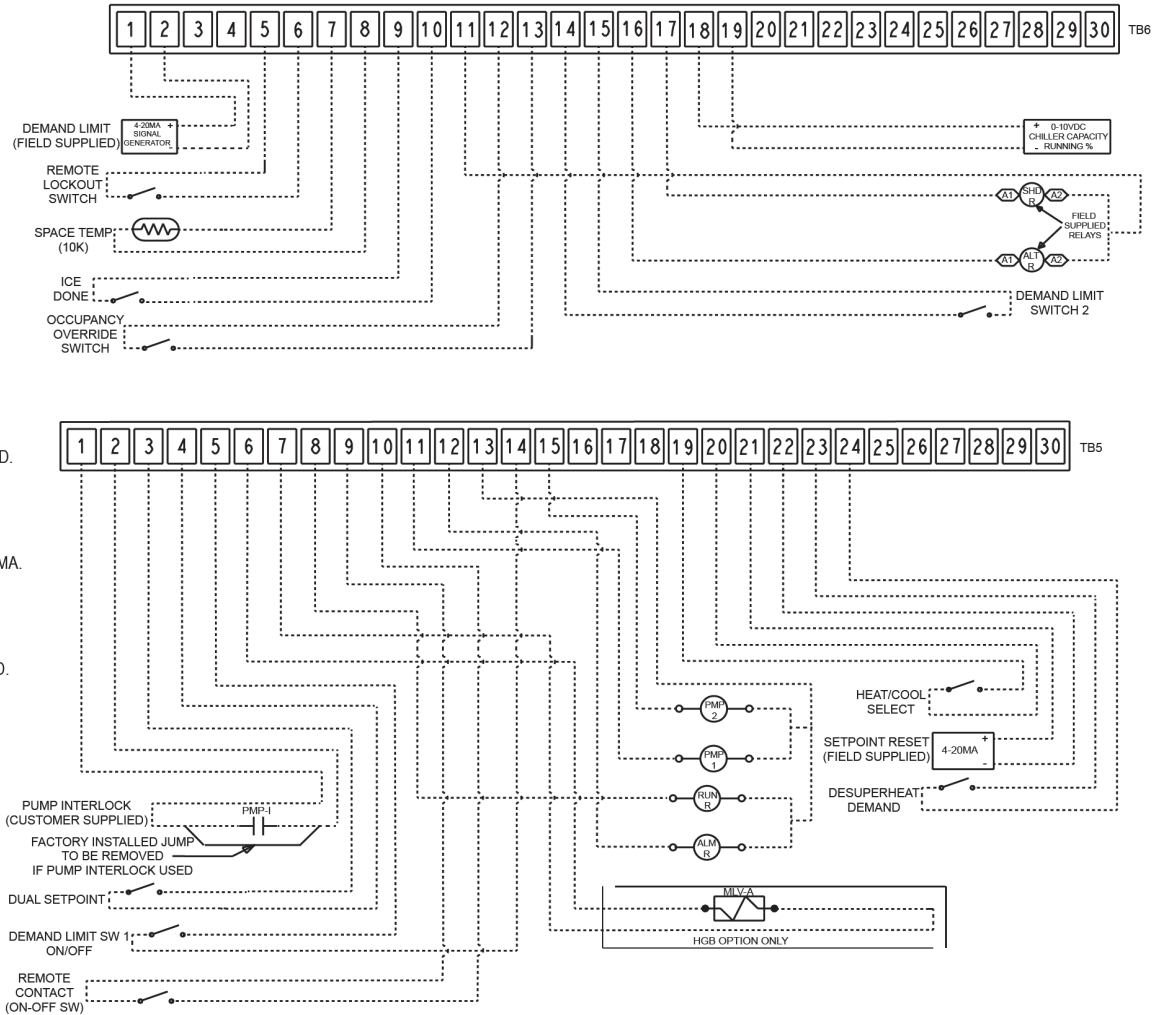 1 2 3 4 5 6 7 8 9 10 11 12 13 14 15 16 17 18 19 20 21 22 23 24 25 26 27 28 29 30 TB6
DEMAND LIMIT
(FIELD SUPPLIED)
4-20MA +
SIGNAL
GENERATOR -
+ 0-10VDC
CHILLER CAPACITY
- RUNNING %
REMOTE
LOCKOUT
SWITCH
A1 SHD R A2
FIELD
SUPPLIED
RELAYS
SPACE TEMP
(10K)
A1 ALT R A2
ICE
DONE
DEMAND LIMIT
SWITCH 2
OCCUPANCY
OVERRIDE
SWITCH
1 2 3 4 5 6 7 8 9 10 11 12 13 14 15 16 17 18 19 20 21 22 23 24 25 26 27 28 29 30 TB5
D.
MA.
D.
HEAT/COOL
SELECT
PMP
2
SETPOINT RESET
(FIELD SUPPLIED)
+
4-20MA
-
PMP
1
DESUPERHEAT
DEMAND
RUN
R
PUMP INTERLOCK
(CUSTOMER SUPPLIED)
PMP-I
FACTORY INSTALLED JUMP
TO BE REMOVED
IF PUMP INTERLOCK USED
ALM
R
DUAL SETPOINT
MLV-A
HGB OPTION ONLY
DEMAND LIMIT SW 1
ON/OFF
REMOTE
CONTACT
(ON-OFF SW)